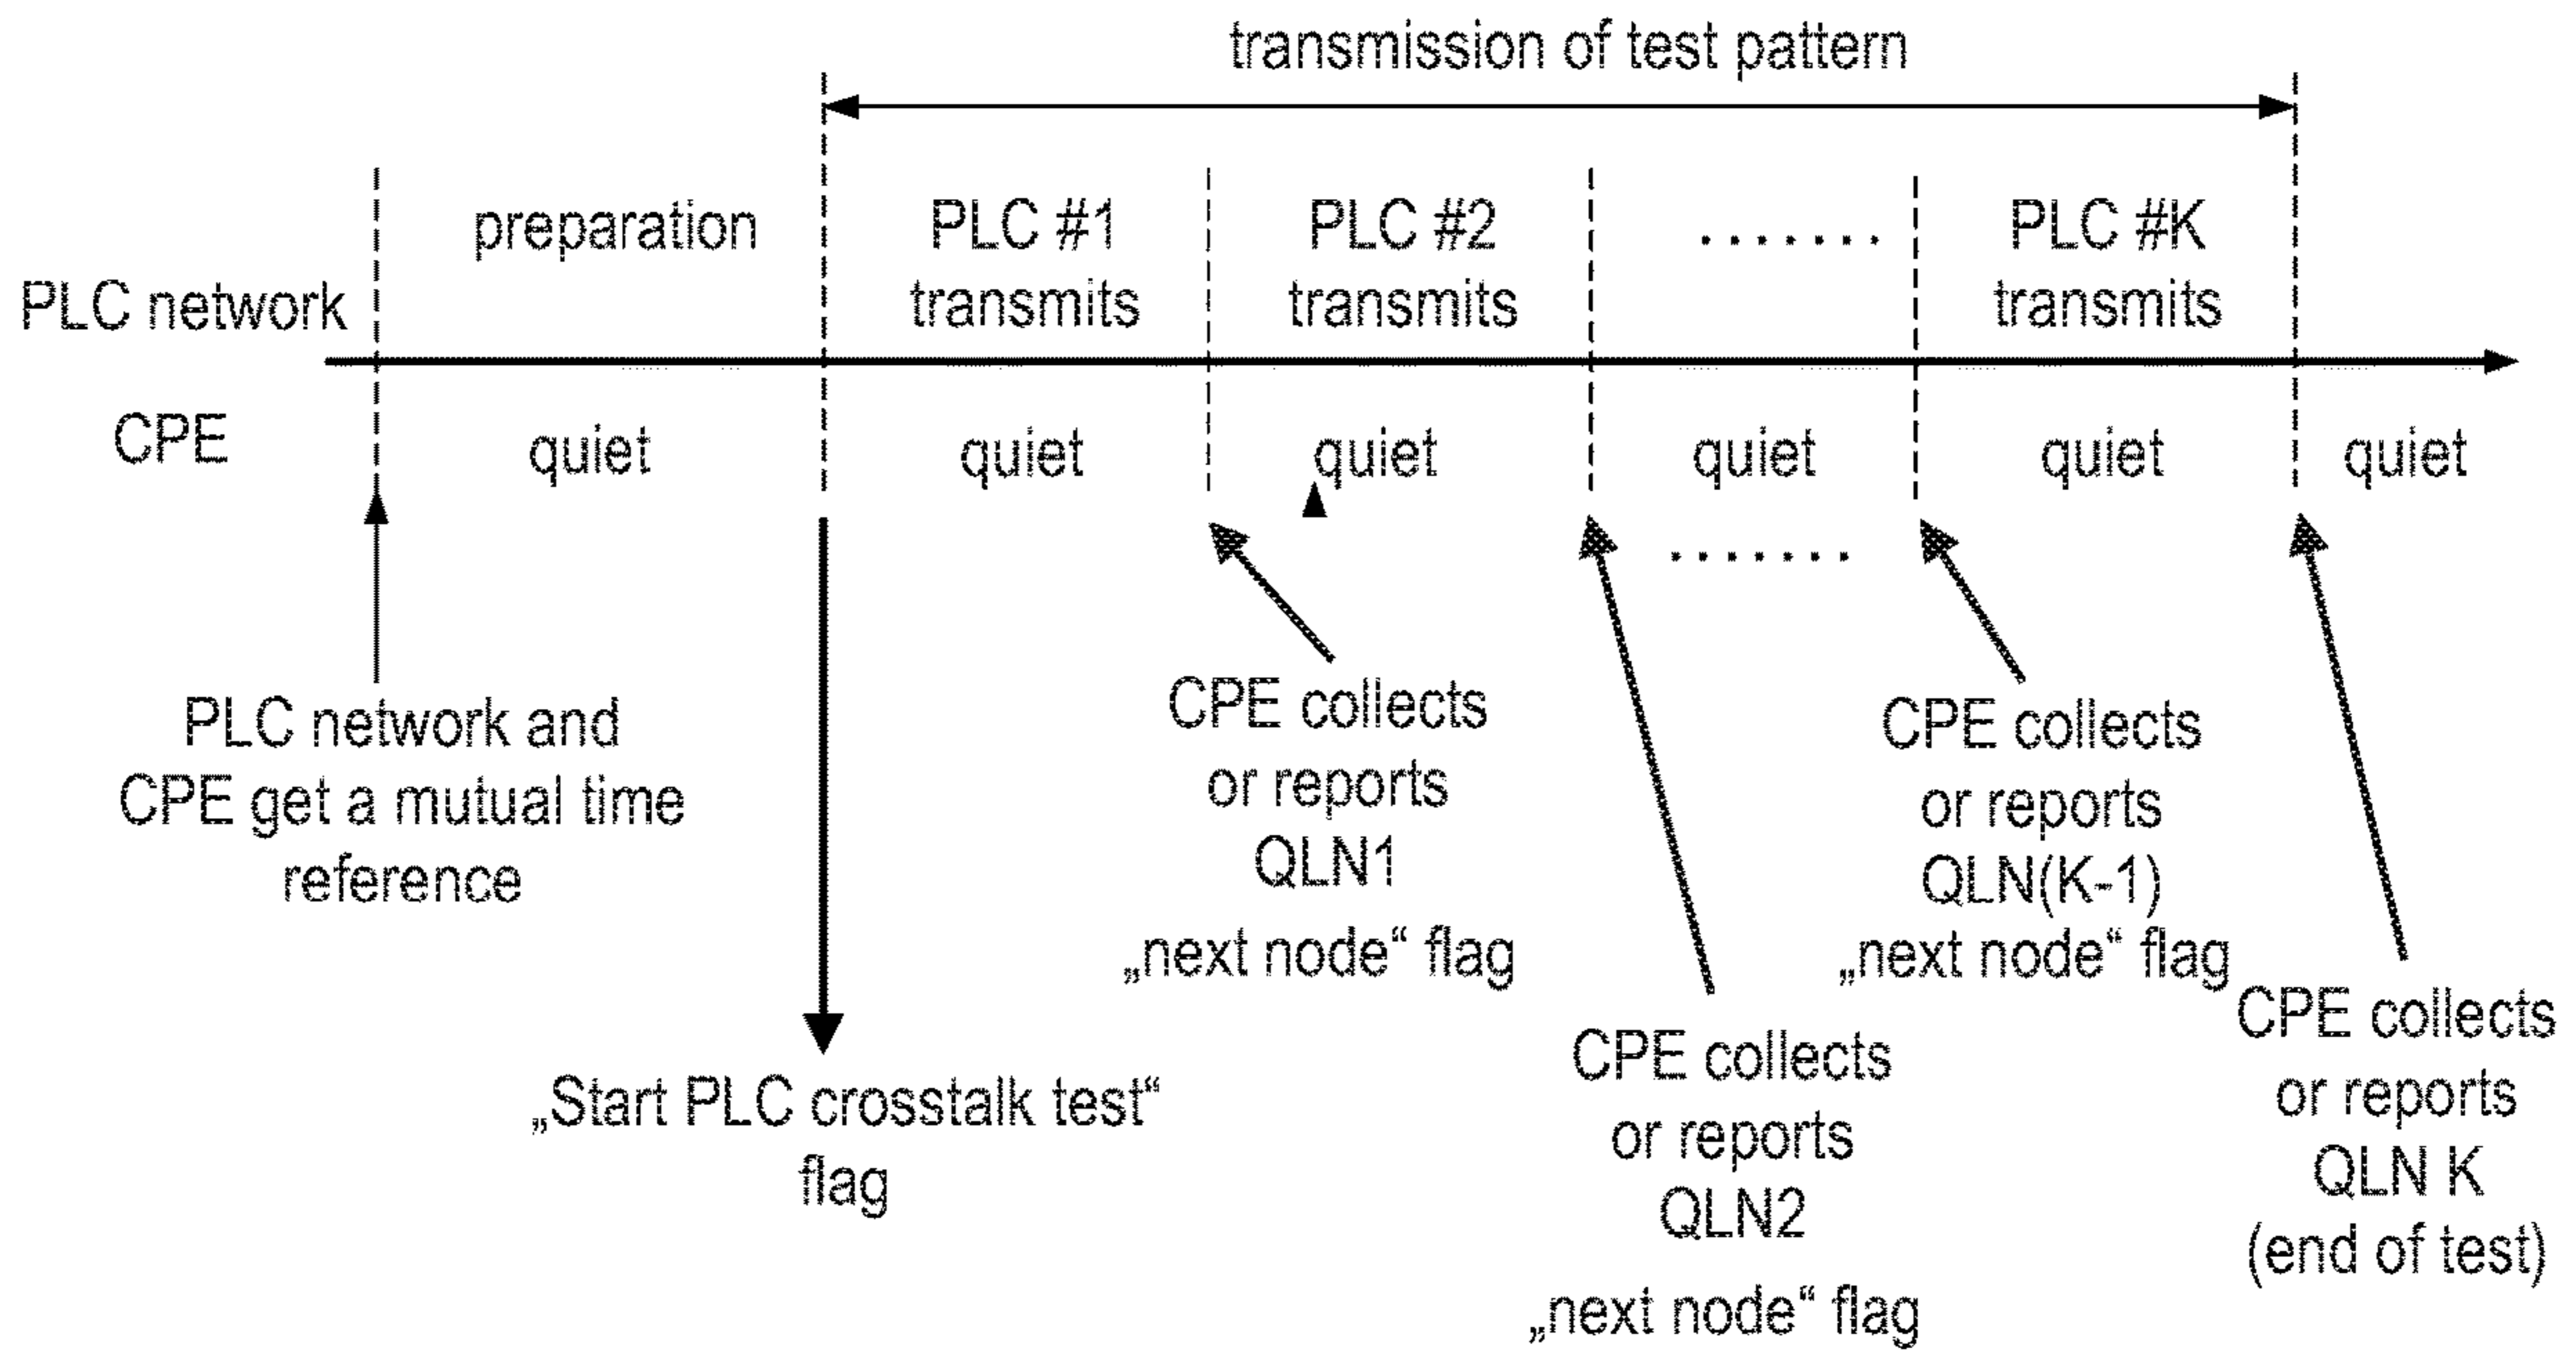 transmission of test pattern
preparation
PLC #1
transmits
PLC #2
transmits
.......
PLC #K
transmits
PLC network
CPE
quiet
quiet
quiet
quiet
quiet
quiet
.......
PLC network and
CPE get a mutual time
reference
„Start PLC crosstalk test“
flag
CPE collects
or reports
QLN1
„next node“ flag
CPE collects
or reports
QLN2
„next node“ flag
CPE collects
or reports
QLN(K-1)
„next node“ flag
CPE collects
or reports
QLN K
(end of test)